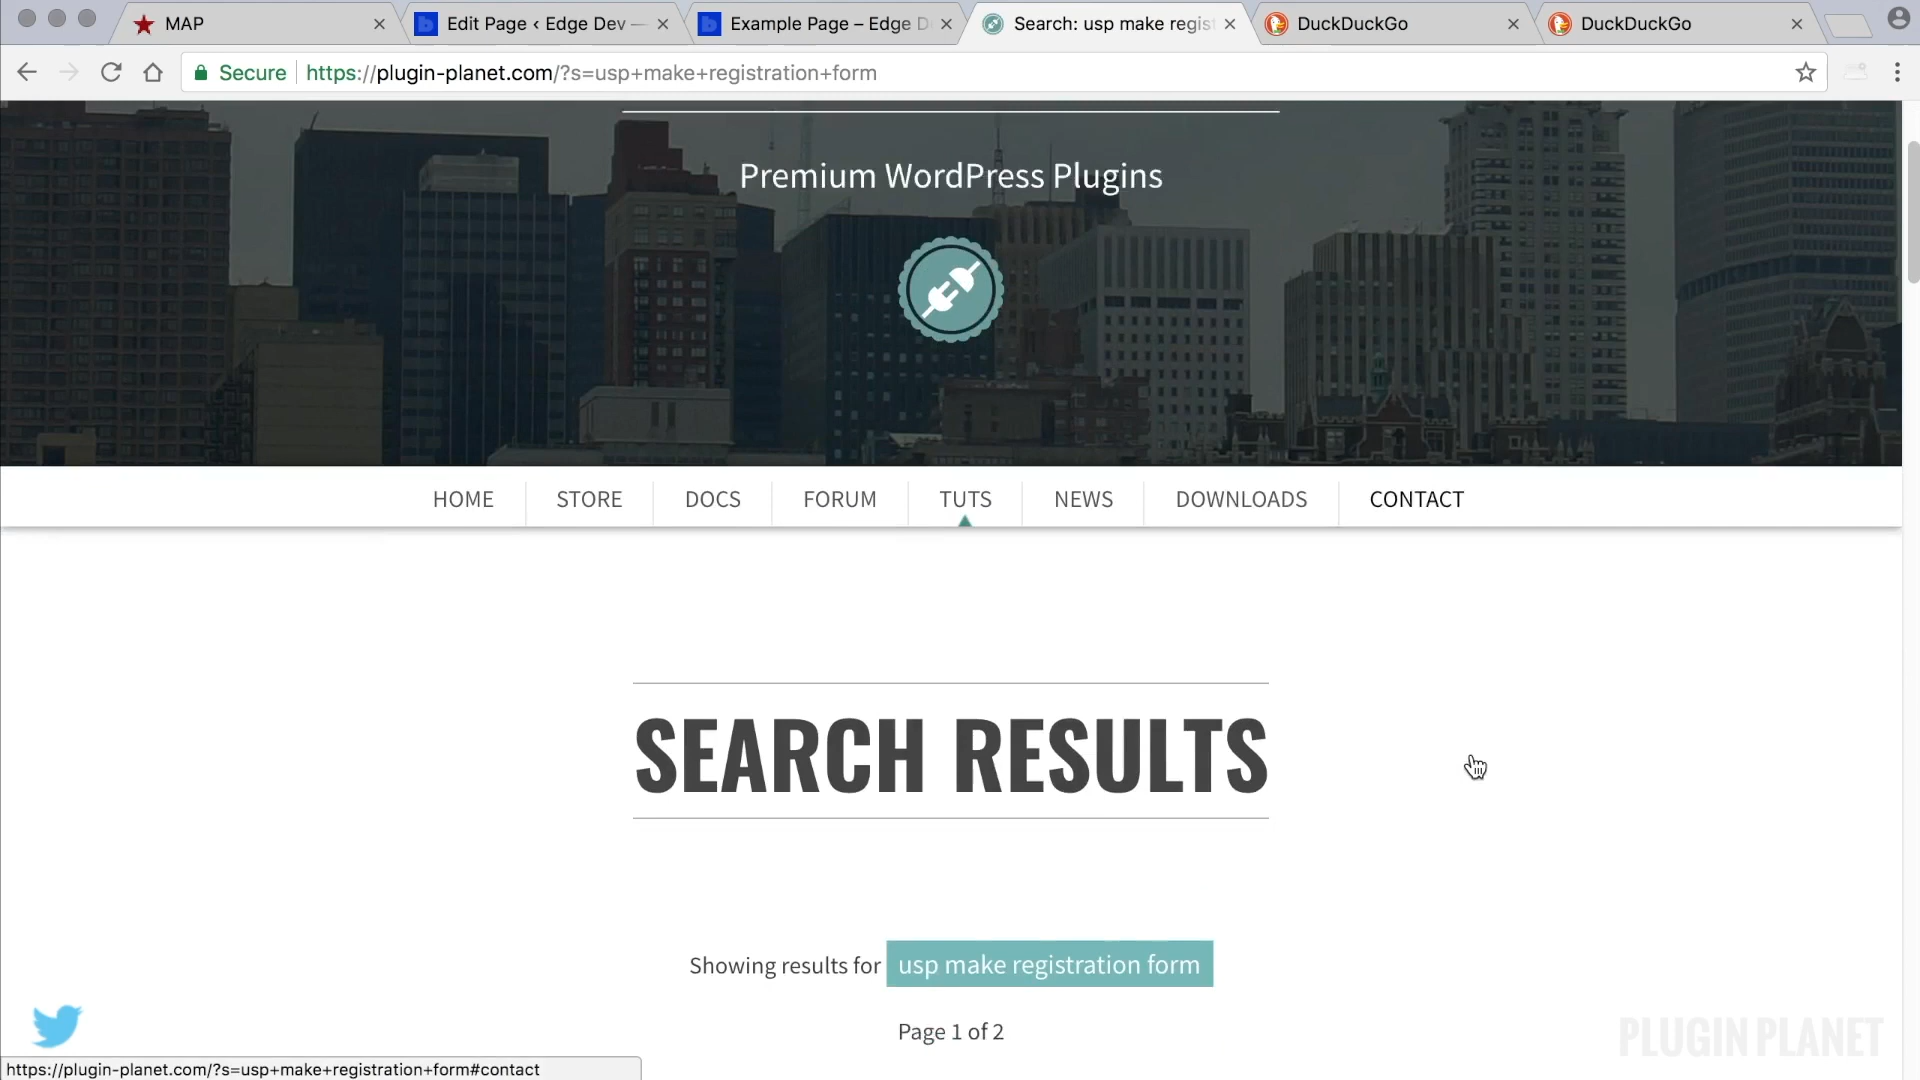 MAP
Edge Dev —
Edit Page ‹ Edge Dev —
Example Page – Edge D
Search: usp make regist
DuckDuckGo
DuckDuckGo
Secure
https://plugin-planet.com/?s=usp+make+registration+form
Premium WordPress Plugins
HOME
STORE
DOCS
FORUM
TUTS
NEWS
DOWNLOADS
CONTACT
SEARCH RESULTS
Showing results for usp make registration form
Page 1 of 2
PLUGIN PLANET
https://plugin-planet.com/?s=usp+make+registration+form#contact